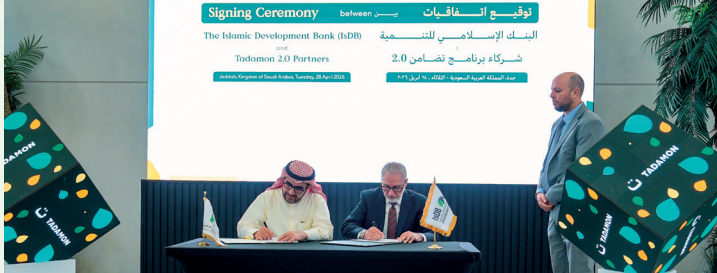 Signing Ceremony between بين توقيع اتفاقيات
The Islamic Development Bank (IsDB)
and
Tadamon 2.0 Partners
Jeddah, Kingdom of Saudi Arabia, Tuesday, 28 April 2026
البنك الإسلامي للتنمية
و
شركاء برنامج تضامن 2.0
جدة، المملكة العربية السعودية - الثلاثاء ، ٢٨ أبريل ٢٠٢٦
TADAMON
TADAMON
IsDB
TADAMON
TADAMON